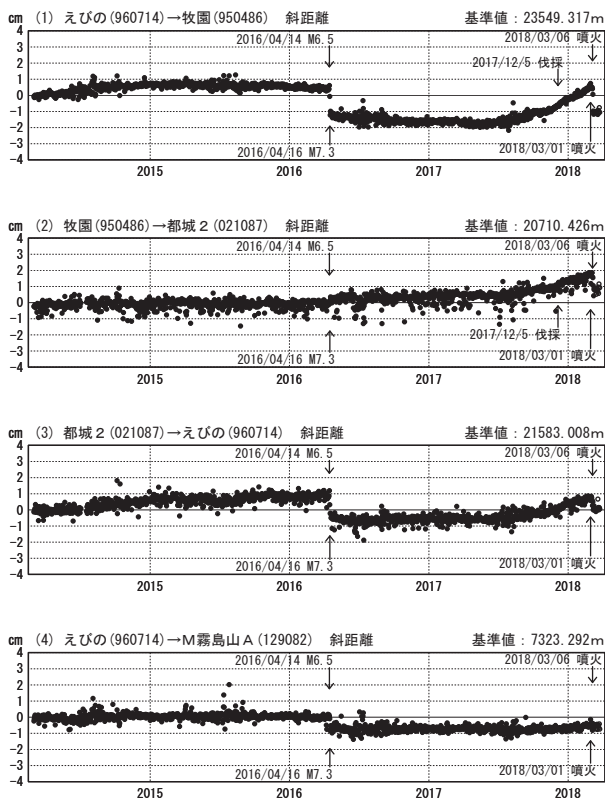 cm (1) えびの(960714)→牧園(950486) 斜距離 基準値：23549.317m
2016/04/14 M6.5 2018/03/06 噴火
2017/12/5 伐採
2016/04/16 M7.3 2018/03/01 噴火
4
3
2
1
0
-1
-2
-3
-4
2015 2016 2017 2018
cm (2) 牧園(950486)→都城２(021087) 斜距離 基準値：20710.426m
2016/04/14 M6.5 2018/03/06 噴火
2017/12/5 伐採
2016/04/16 M7.3 2018/03/01 噴火
4
3
2
1
0
-1
-2
-3
-4
2015 2016 2017 2018
cm (3) 都城２(021087)→えびの(960714) 斜距離 基準値：21583.008m
2016/04/14 M6.5 2018/03/06 噴火
2016/04/16 M7.3 2018/03/01 噴火
4
3
2
1
0
-1
-2
-3
-4
2015 2016 2017 2018
cm (4) えびの(960714)→Ｍ霧島山Ａ(129082) 斜距離 基準値：7323.292m
2016/04/14 M6.5 2018/03/06 噴火
2016/04/16 M7.3 2018/03/01 噴火
4
3
2
1
0
-1
-2
-3
-4
2015 2016 2017 2018